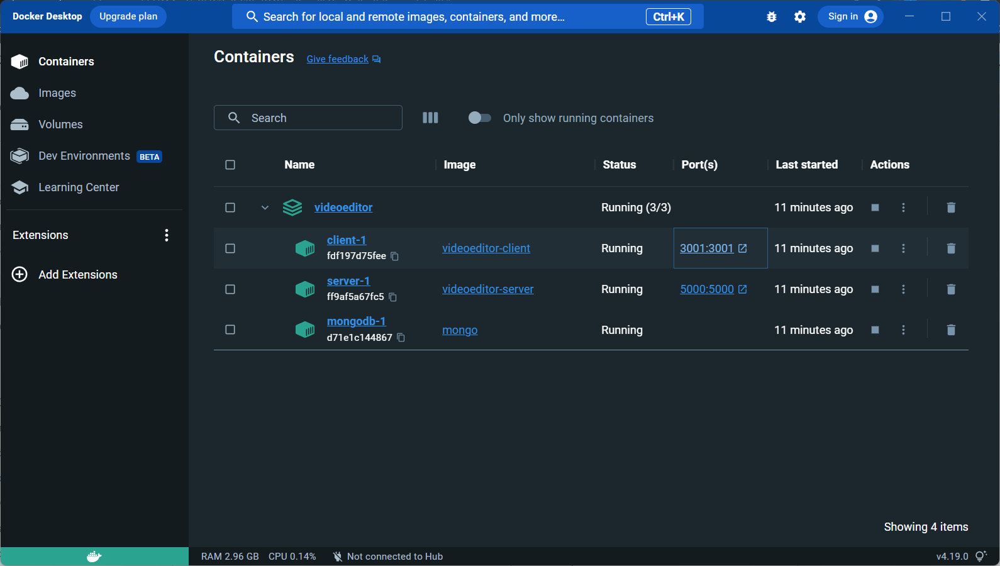 Docker Desktop
Upgrade plan
Search for local and remote images, containers, and more...
Ctrl+K
Sign in
Containers
Images
Volumes
Dev Environments BETA
Learning Center
Extensions
Add Extensions
Containers
Give feedback
Search
Only show running containers
Name Image Status Port(s) Last started Actions
videoeditor Running (3/3) 11 minutes ago
client-1
fdf197d75fee
videoeditor-client Running 3001:3001 11 minutes ago
server-1
ff9af5a67fc5
videoeditor-server Running 5000:5000 11 minutes ago
mongodb-1
d71e1c144867
mongo Running 11 minutes ago
Showing 4 items
RAM 2.96 GB CPU 0.14% Not connected to Hub
v4.19.0